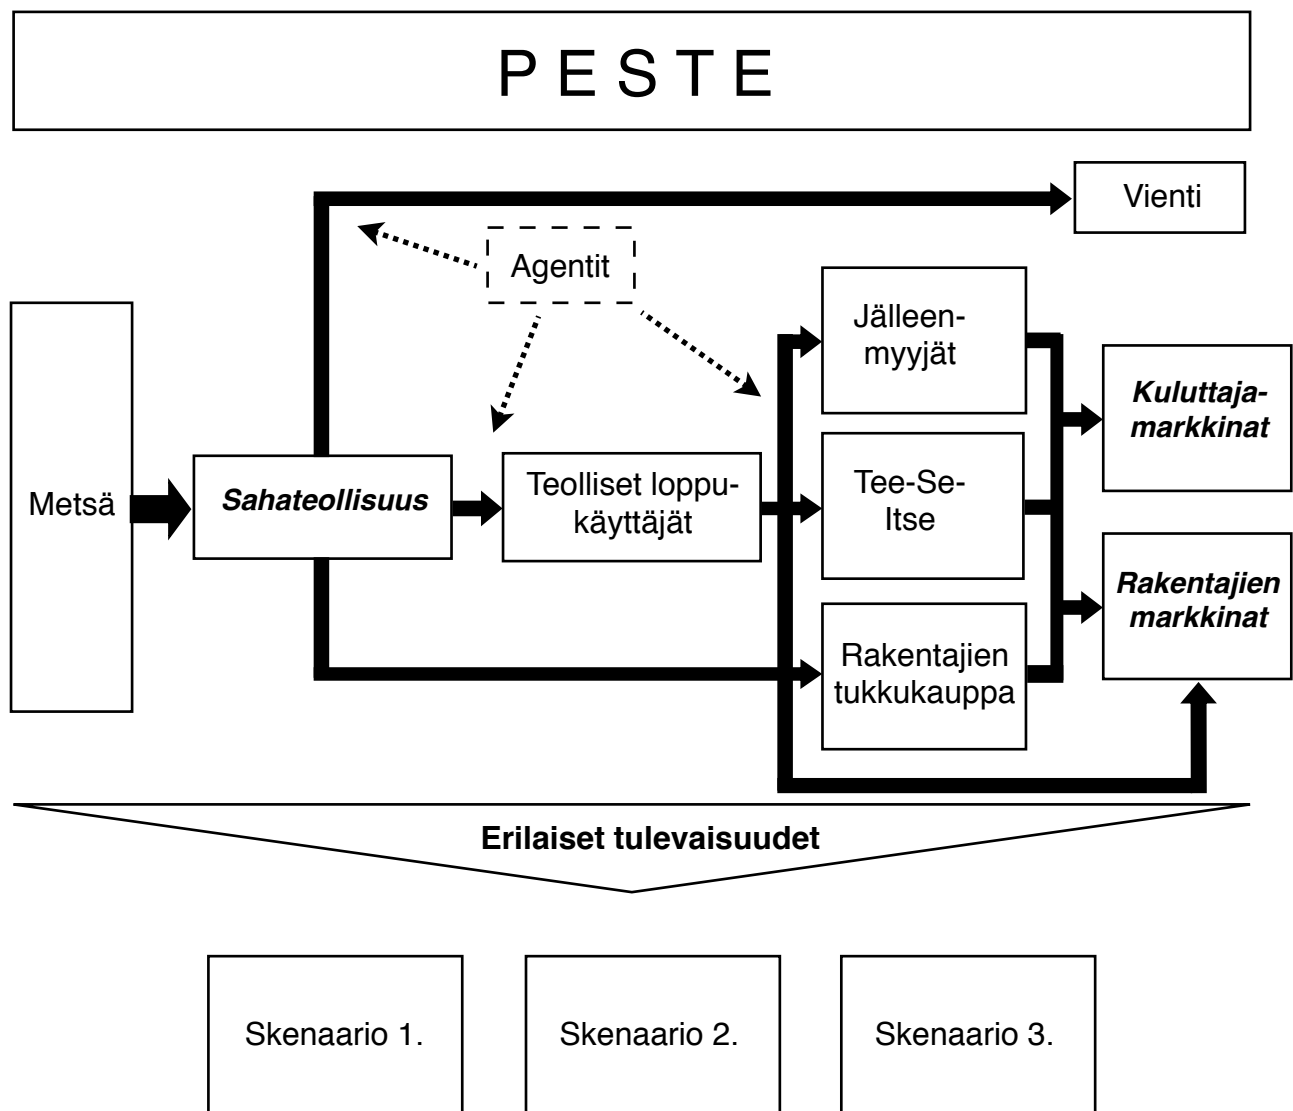 P E S T E
Vienti
Agentit
Jälleen-
myyjät
Kuluttaja-
markkinat
Metsä
Sahateollisuus
Teolliset loppu-
käyttäjät
Tee-Se-
Itse
Rakentajien
markkinat
Rakentajien
tukkukauppa
Erilaiset tulevaisuudet
Skenaario 1.
Skenaario 2.
Skenaario 3.